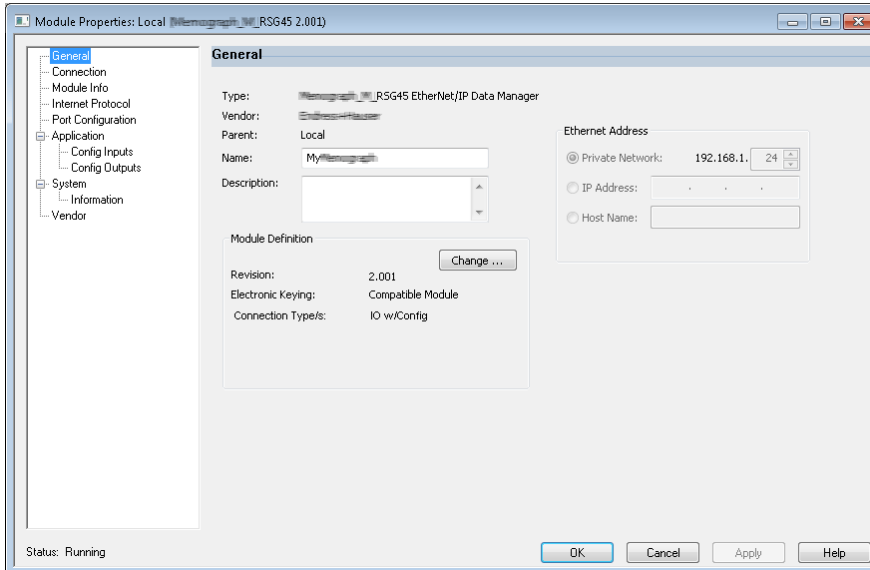 Module Properties: Local RSG45 2.001)
General
Connection
Module Info
Internet Protocol
Port Configuration
Application
Config Inputs
Config Outputs
System
Information
Vendor
General
Type: _RSG45 EtherNet/IP Data Manager
Vendor:
Parent: Local
Name: My
Description:
Ethernet Address
Private Network: 192.168.1. 24
IP Address: . . .
Host Name:
Module Definition
Change ...
Revision: 2.001
Electronic Keying: Compatible Module
Connection Type/s: IO w/Config
Status: Running
OK Cancel Apply Help